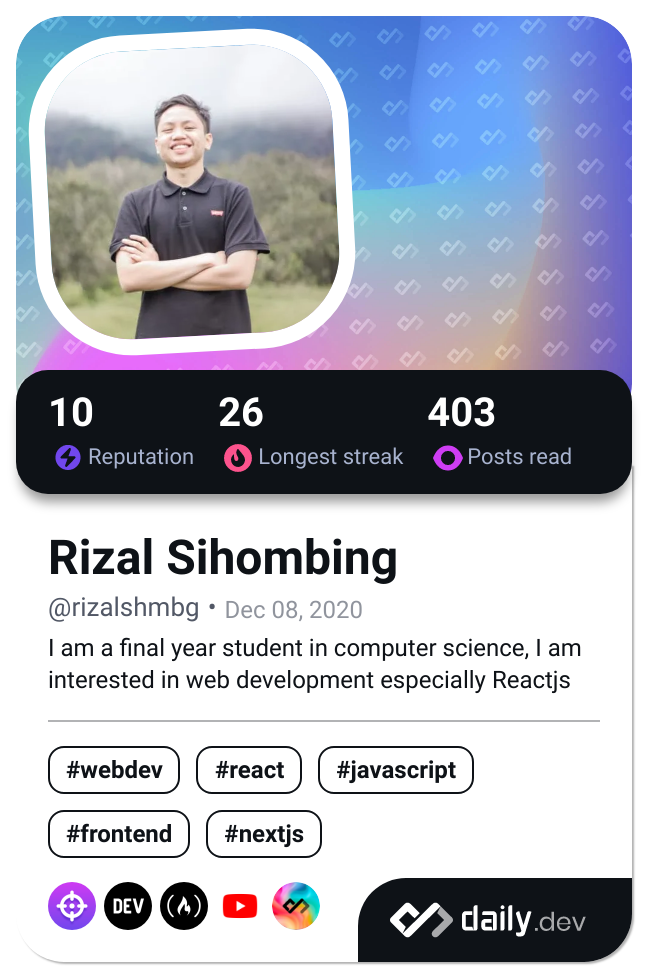 10 26 403
Reputation Longest streak Posts read
Rizal Sihombing
@rizalshmbg • Dec 08, 2020
I am a final year student in computer science, I am
interested in web development especially Reactjs
#webdev #react #javascript
#frontend #nextjs
DEV
daily.dev